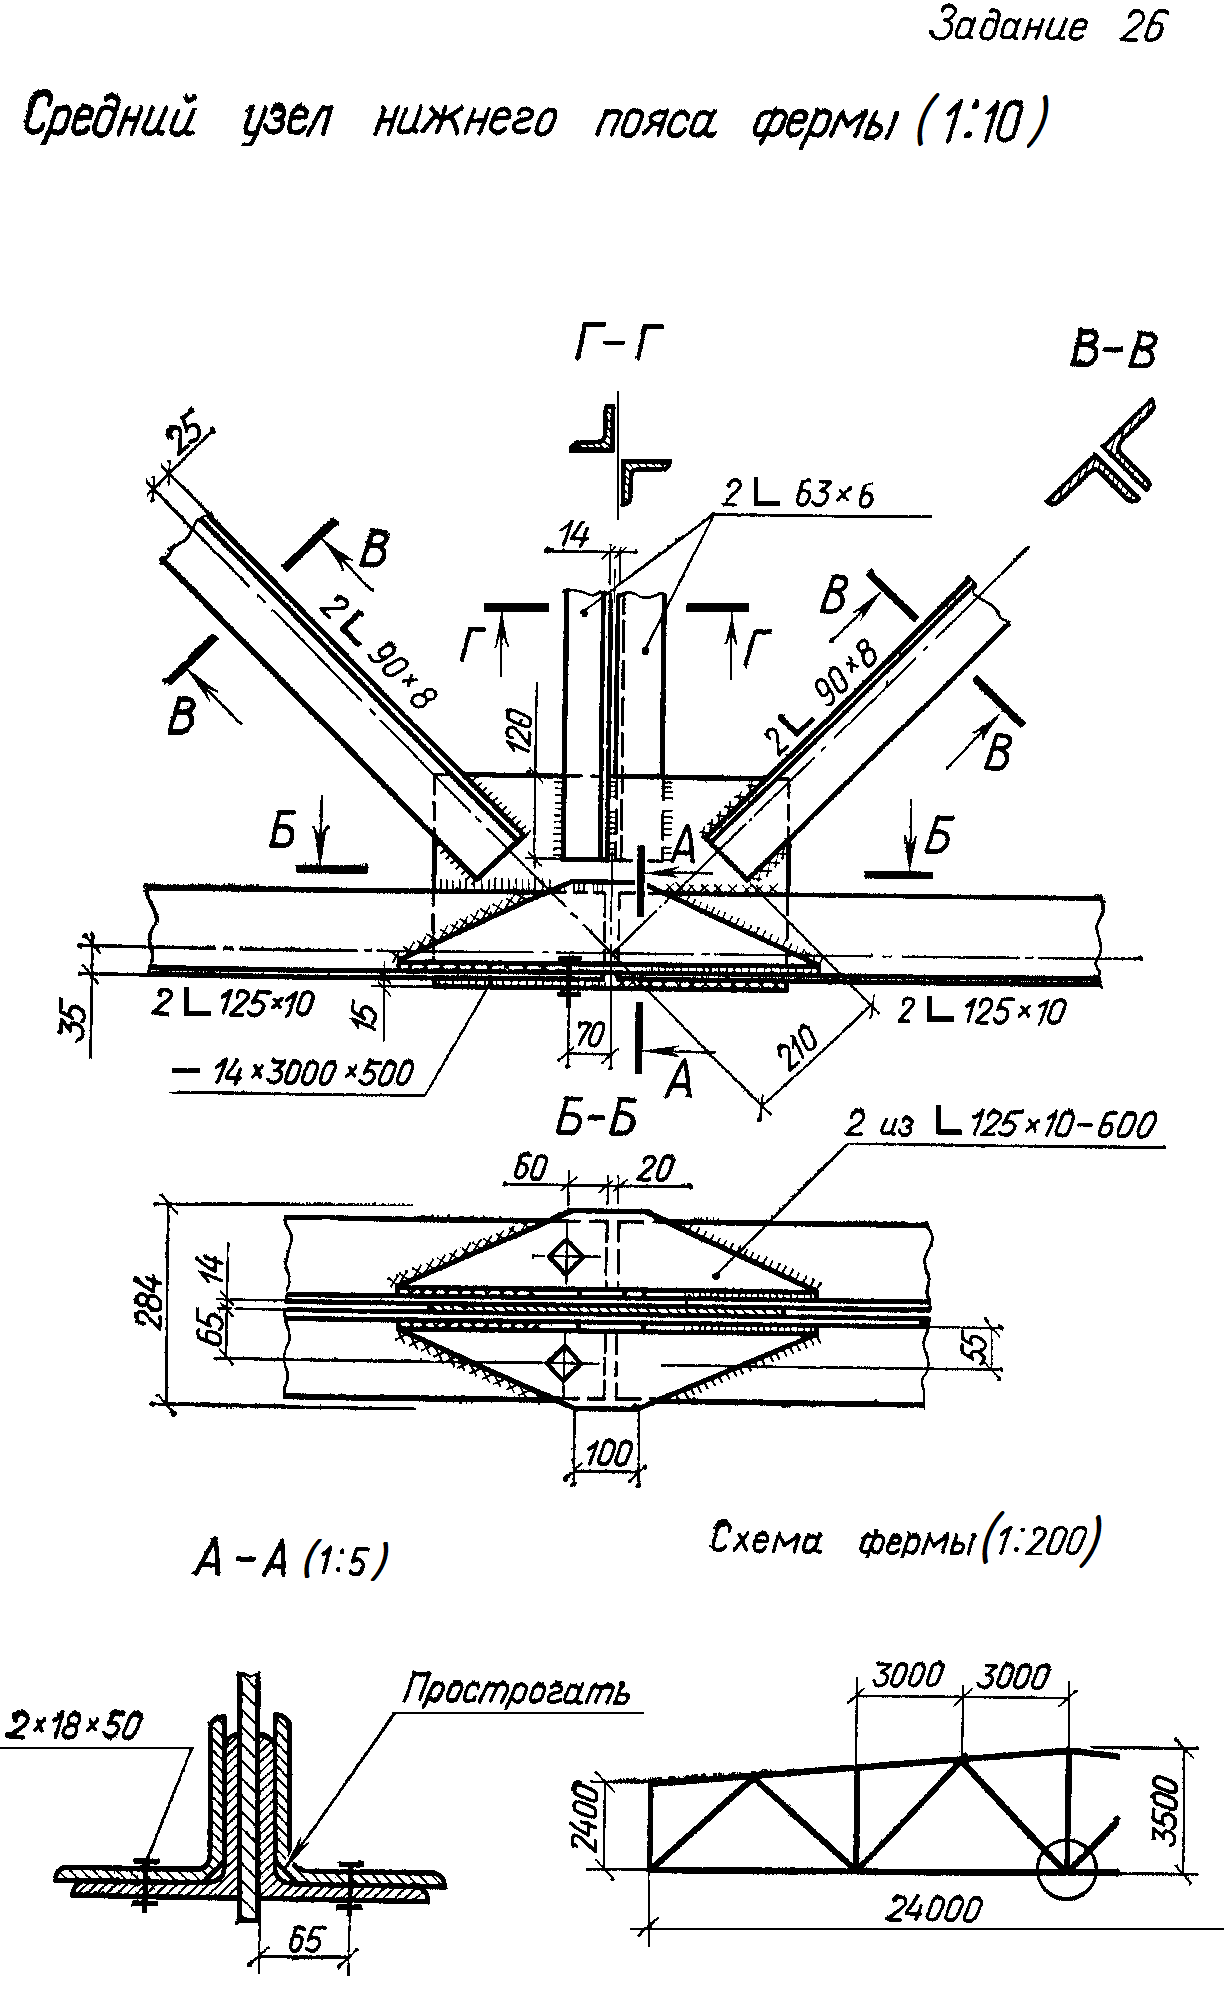 Задание 26
Средний узел нижнего пояса фермы (1:10)
Г-Г
В-В
25
2 L 63×6
14
В
В
2 L 90×8
Г
Г
2 L 90×8
В
В
120
Б
А
Б
35
2 L 125×10
15
70
210
2 L 125×10
— 14×3000×500
А
Б-Б
2 из L 125×10-600
60
20
284
14
65
55
100
А-А (1:5)
Схема фермы (1:200)
Прострогать
2×18×50
65
3000
3000
2400
3500
24000